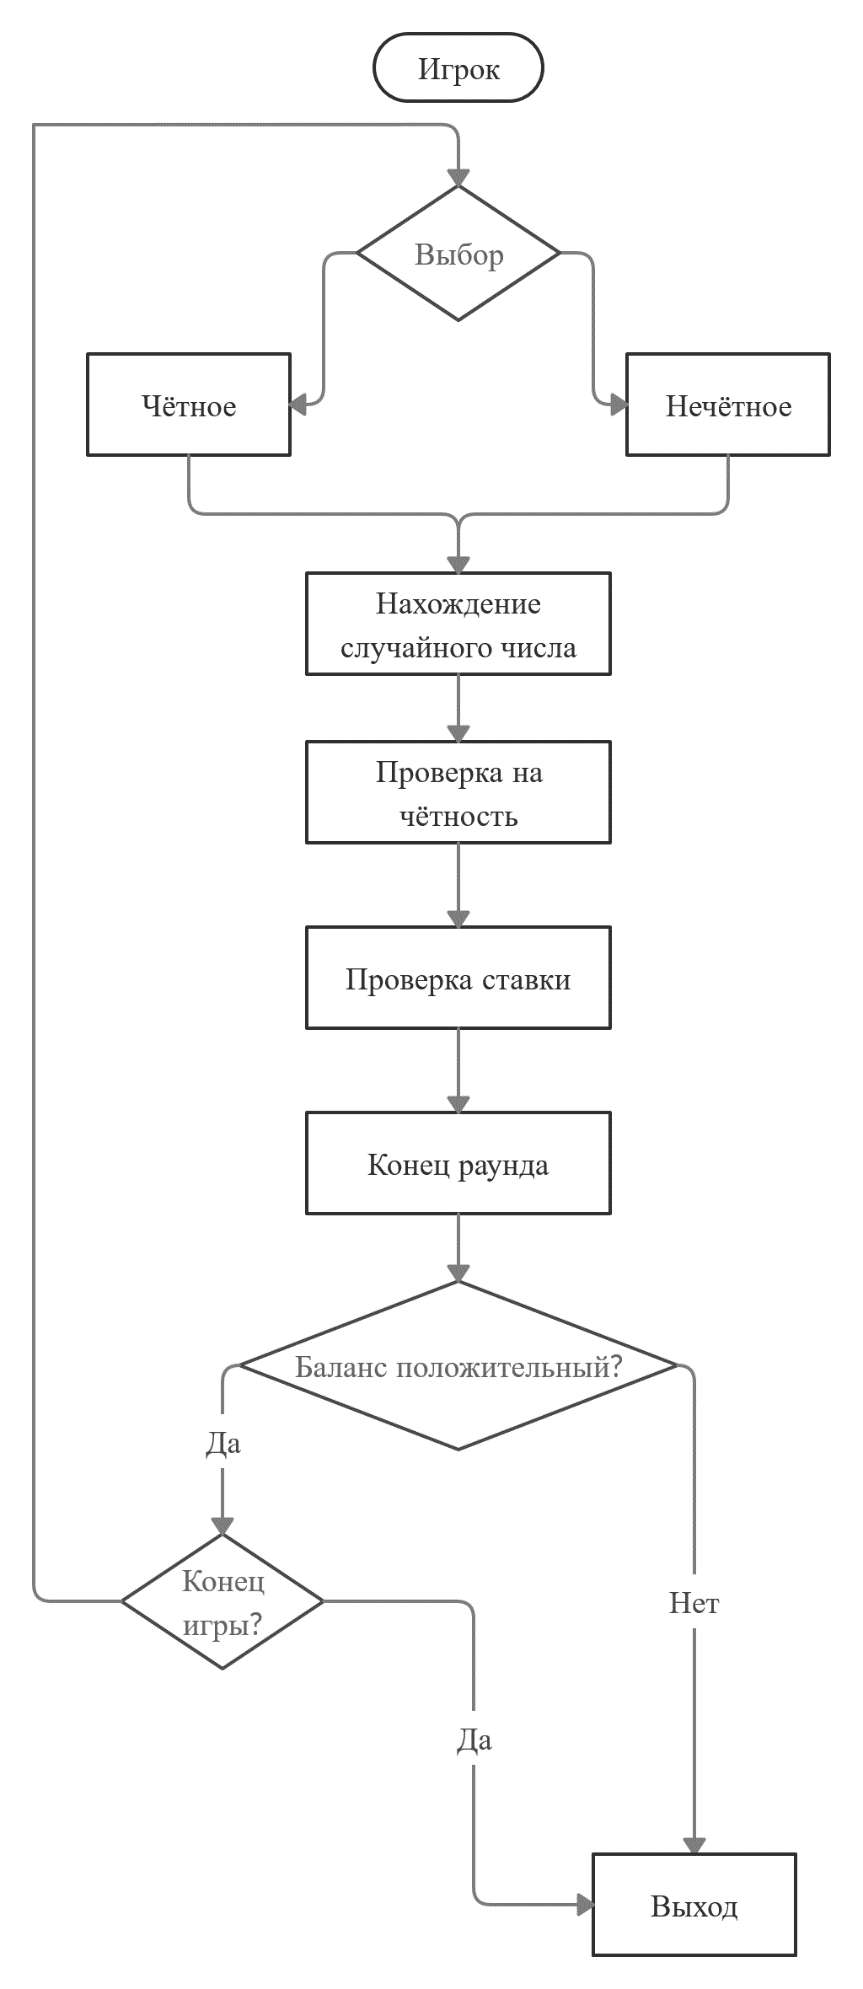 Игрок
Выбор
Чётное
Нечётное
Нахождение
случайного числа
Проверка на
чётность
Проверка ставки
Конец раунда
Баланс положительный?
Да
Конец
игры?
Нет
Да
Выход